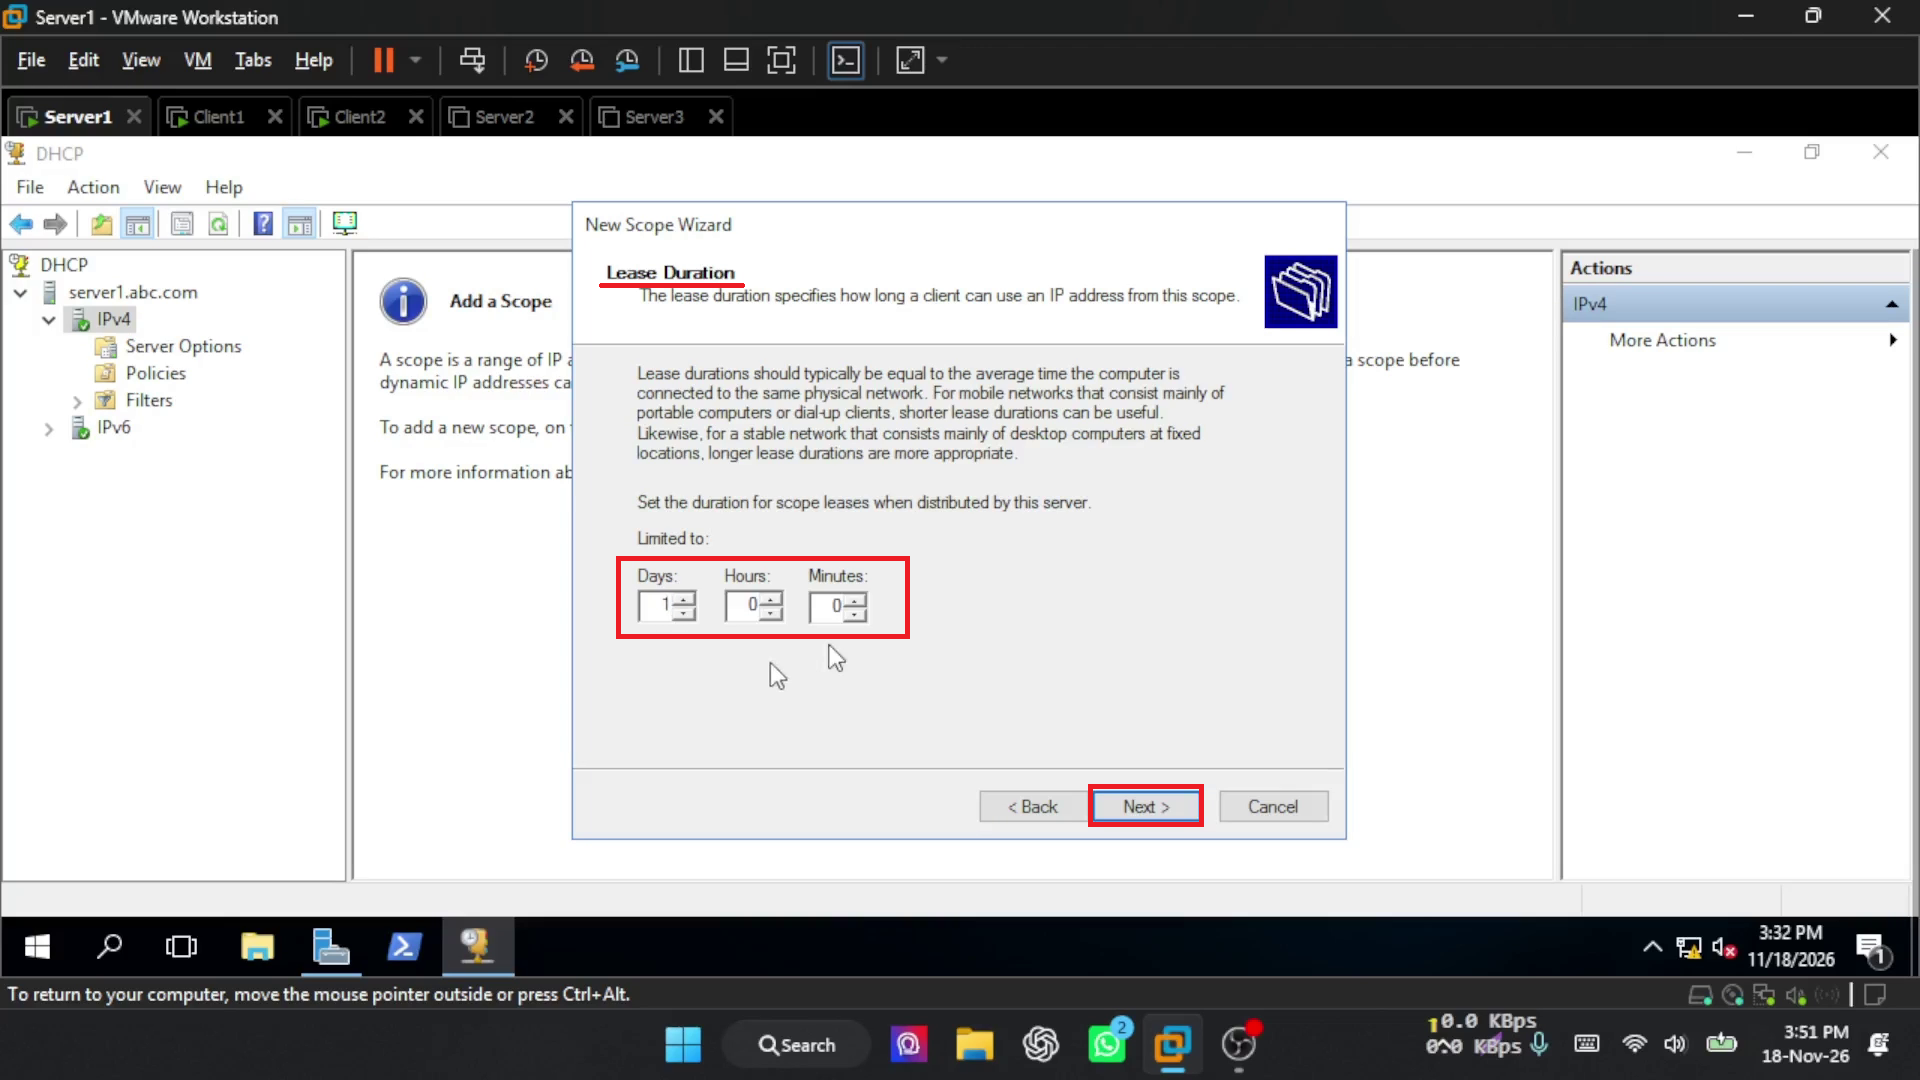 Server1 - VMware Workstation
File Edit View VM Tabs Help
Server1 Client1 Client2 Server2 Server3
DHCP
File Action View Help
DHCP
server1.abc.com
IPv4
Server Options
Policies
Filters
IPv6
Add a Scope
A scope is a range of IP a
a scope before
dynamic IP addresses ca
To add a new scope, on
For more information ab
New Scope Wizard
Lease Duration
The lease duration specifies how long a client can use an IP address from this scope.
Lease durations should typically be equal to the average time the computer is
connected to the same physical network. For mobile networks that consist mainly of
portable computers or dial-up clients, shorter lease durations can be useful.
Likewise, for a stable network that consists mainly of desktop computers at fixed
locations, longer lease durations are more appropriate.
Set the duration for scope leases when distributed by this server.
Limited to:
Days: Hours: Minutes:
1 0 0
< Back Next > Cancel
Actions
IPv4
More Actions
3:32 PM
11/18/2026
1
To return to your computer, move the mouse pointer outside or press Ctrl+Alt.
Search
2
0.0 KBps
0.0 KBps
3:51 PM
18-Nov-26